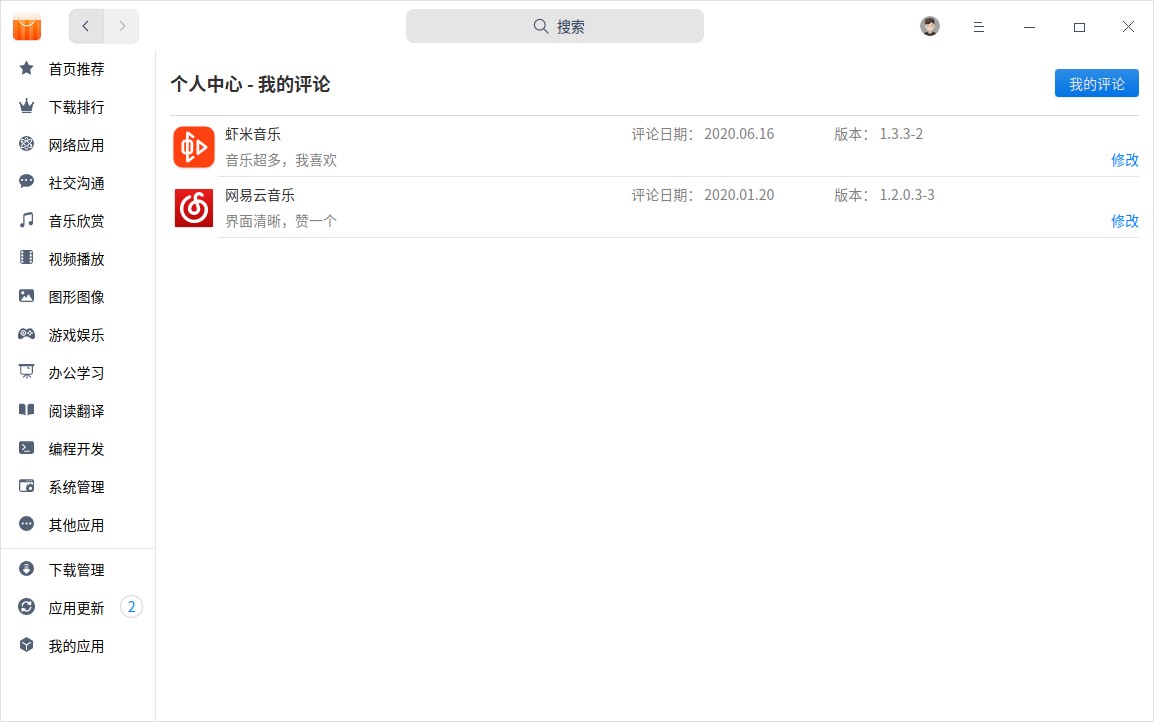 搜索
首页推荐
下载排行
网络应用
社交沟通
音乐欣赏
视频播放
图形图像
游戏娱乐
办公学习
阅读翻译
编程开发
系统管理
其他应用
下载管理
应用更新 2
我的应用
个人中心 - 我的评论
我的评论
虾米音乐 评论日期： 2020.06.16 版本： 1.3.3-2
音乐超多，我喜欢 修改
网易云音乐 评论日期： 2020.01.20 版本： 1.2.0.3-3
界面清晰，赞一个 修改